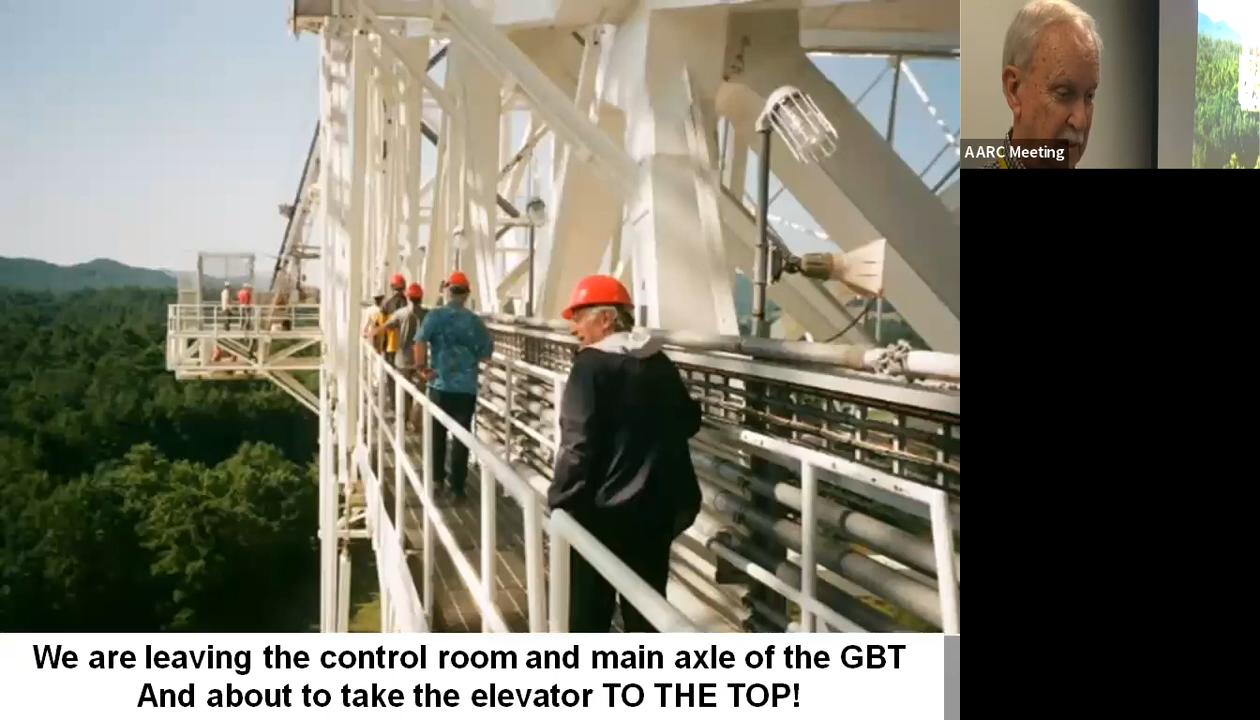 AARC Meeting
We are leaving the control room and main axle of the GBT
And about to take the elevator TO THE TOP!